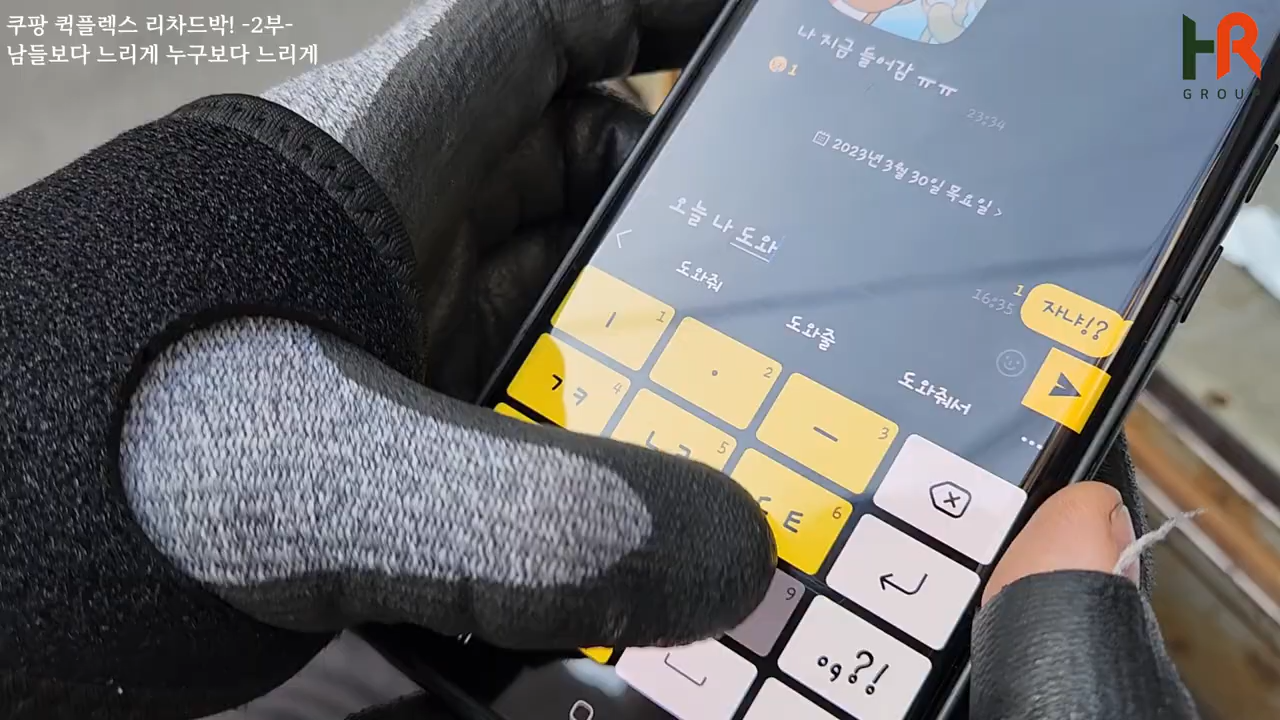 쿠팡 퀵플렉스 리차드박! -2부-
남들보다 느리게 누구보다 느리게
HR
GROUP
나 지금 들어감 ㅠㅠ
1
23:34
2023년 3월 30일 목요일 >
오늘 나 도와
1
16:35
자냐!?
도와줘
도와줄
도와줘서
ㅣ 1
· 2
ㅡ 3
ㄱㅋ 4
5
ㄷㅌ 6
9
.,?!